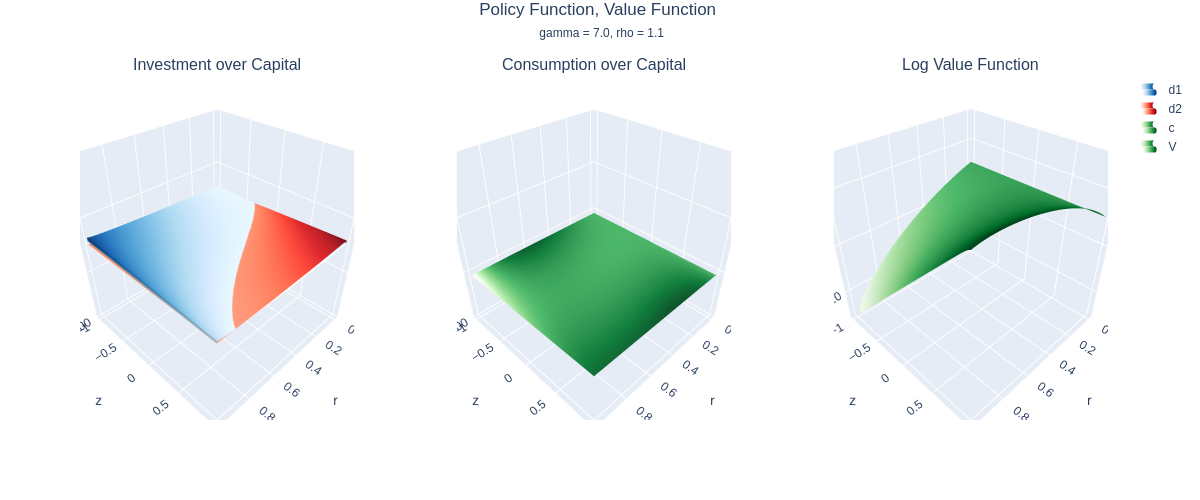 Policy Function, Value Function
gamma = 7.0, rho = 1.1
Investment over Capital
Consumption over Capital
Log Value Function
d1
d2
c
V
−0.5
0
0.5
z
0
0.2
0.4
0.6
0.8
r
−0.5
0
0.5
z
0
0.2
0.4
0.6
0.8
r
−1
−0.5
0
0.5
z
0
0.2
0.4
0.6
0.8
r